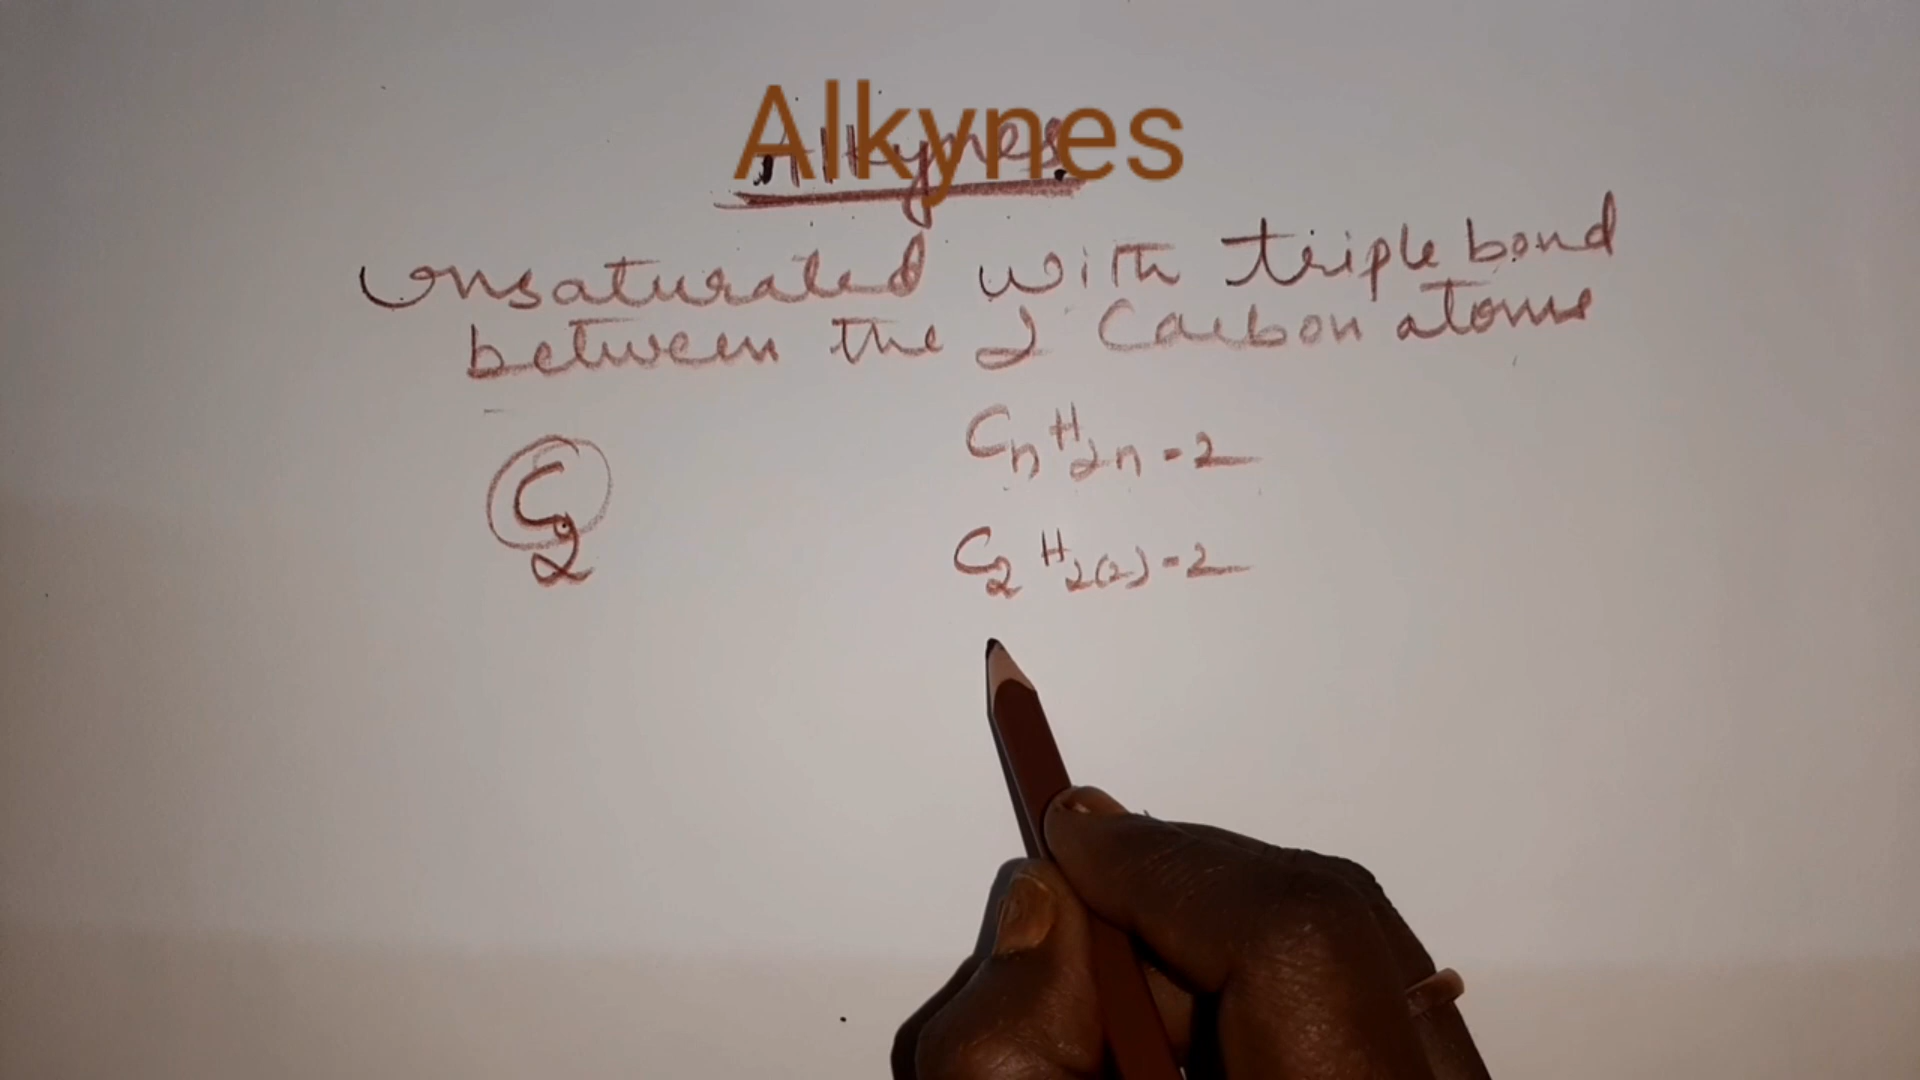 Alkynes
Alkynes
Unsaturated with triple bond
between the 2 Carbon atoms
CnH2n-2
C2
C2H2(2)-2